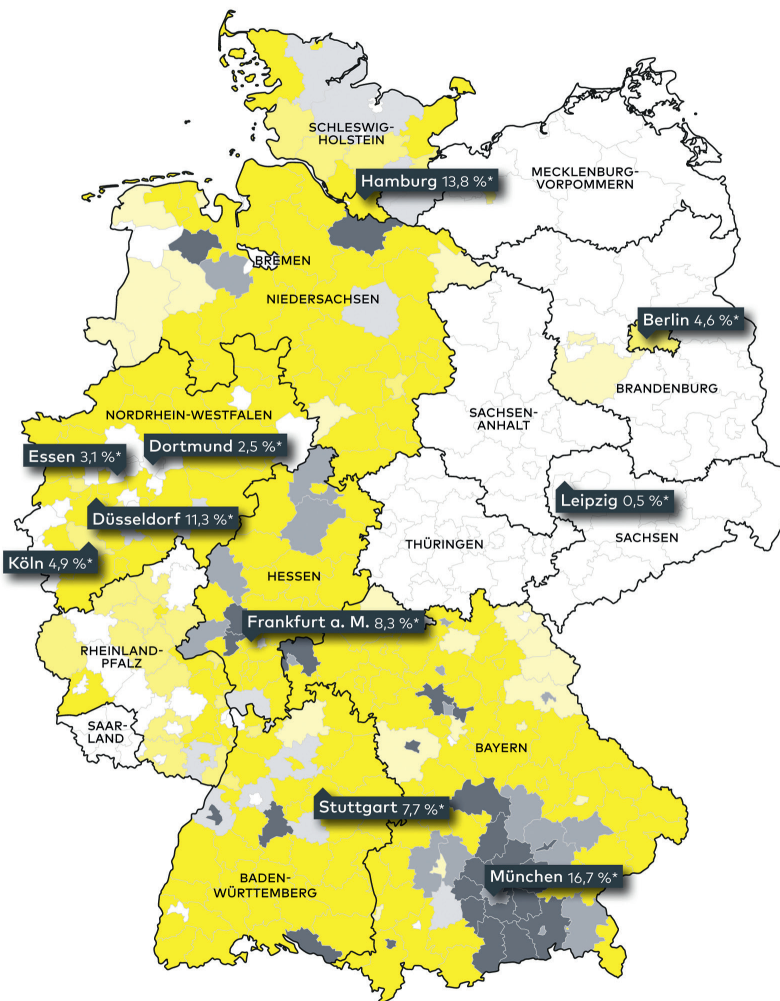 SCHLESWIG-
HOLSTEIN
MECKLENBURG-
VORPOMMERN
Hamburg 13,8 %*
BREMEN
NIEDERSACHSEN
Berlin 4,6 %*
BRANDENBURG
NORDRHEIN-WESTFALEN
SACHSEN-
ANHALT
Dortmund 2,5 %*
Essen 3,1 %*
Leipzig 0,5 %*
Düsseldorf 11,3 %*
SACHSEN
THÜRINGEN
Köln 4,9 %*
HESSEN
Frankfurt a. M. 8,3 %*
RHEINLAND-
PFALZ
SAAR-
LAND
BAYERN
Stuttgart 7,7 %*
München 16,7 %*
BADEN-
WÜRTTEMBERG